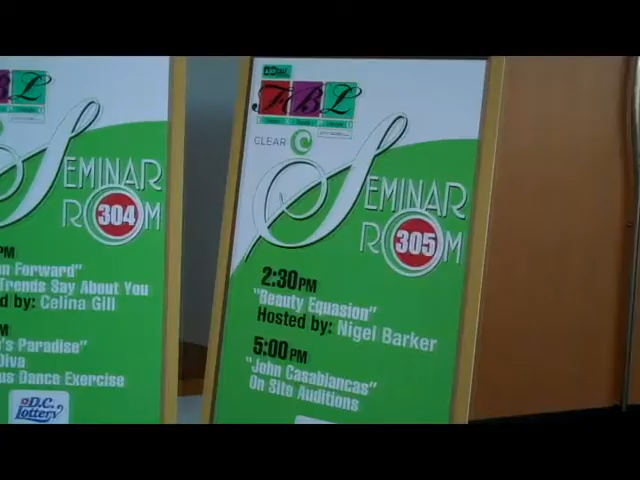 B L
SEMINAR
ROOM
304
PM
n Forward"
Trends Say About You
d by: Celina Gill
M
's Paradise"
Diva
us Dance Exercise
D.C.
Lottery
F B L
CLEAR
SEMINAR
ROOM
305
2:30PM
"Beauty Equasion"
Hosted by: Nigel Barker
5:00PM
"John Casablancas"
On Site Auditions